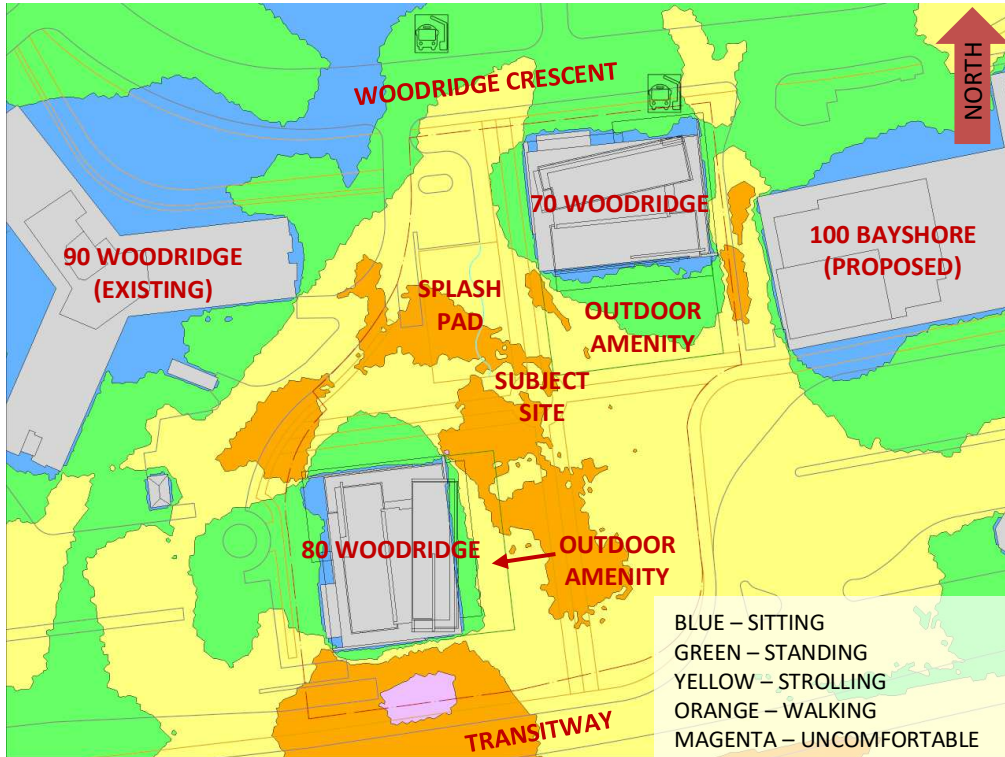 WOODRIDGE CRESCENT
NORTH
70 WOODRIDGE
90 WOODRIDGE
(EXISTING)
100 BAYSHORE
(PROPOSED)
SPLASH
PAD
OUTDOOR
AMENITY
SUBJECT
SITE
80 WOODRIDGE
OUTDOOR
AMENITY
TRANSITWAY
BLUE – SITTING
GREEN – STANDING
YELLOW – STROLLING
ORANGE – WALKING
MAGENTA – UNCOMFORTABLE